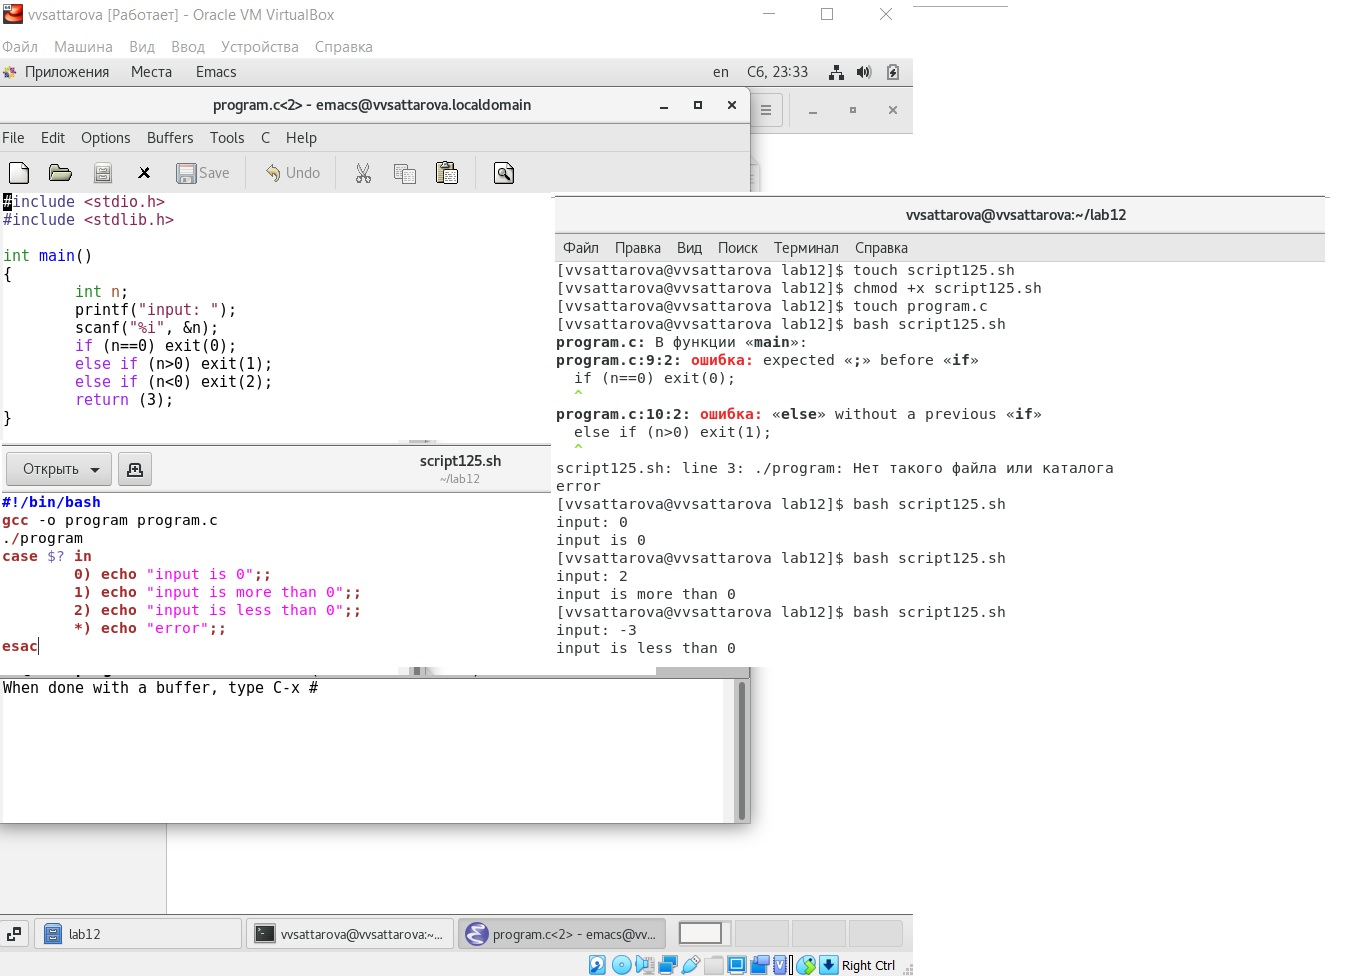 vvsattarova [Работает] - Oracle VM VirtualBox
Файл Машина Вид Ввод Устройства Справка
Приложения Места Emacs en Сб, 23:33
program.c<2> - emacs@vvsattarova.localdomain
File Edit Options Buffers Tools C Help
Save Undo
#include <stdio.h>
#include <stdlib.h>
int main()
{
int n;
printf("input: ");
scanf("%i", &n);
if (n==0) exit(0);
else if (n>0) exit(1);
else if (n<0) exit(2);
return (3);
}
Открыть
script125.sh
~/lab12
#!/bin/bash
gcc -o program program.c
./program
case $? in
0) echo "input is 0";;
1) echo "input is more than 0";;
2) echo "input is less than 0";;
*) echo "error";;
esac
When done with a buffer, type C-x #
vvsattarova@vvsattarova:~/lab12
Файл Правка Вид Поиск Терминал Справка
[vvsattarova@vvsattarova lab12]$ touch script125.sh
[vvsattarova@vvsattarova lab12]$ chmod +x script125.sh
[vvsattarova@vvsattarova lab12]$ touch program.c
[vvsattarova@vvsattarova lab12]$ bash script125.sh
program.c: В функции «main»:
program.c:9:2: ошибка: expected «;» before «if»
if (n==0) exit(0);
^
program.c:10:2: ошибка: «else» without a previous «if»
else if (n>0) exit(1);
^
script125.sh: line 3: ./program: Нет такого файла или каталога
error
[vvsattarova@vvsattarova lab12]$ bash script125.sh
input: 0
input is 0
[vvsattarova@vvsattarova lab12]$ bash script125.sh
input: 2
input is more than 0
[vvsattarova@vvsattarova lab12]$ bash script125.sh
input: -3
input is less than 0
lab12
vvsattarova@vvsattarova:~...
program.c<2> - emacs@vv...
Right Ctrl